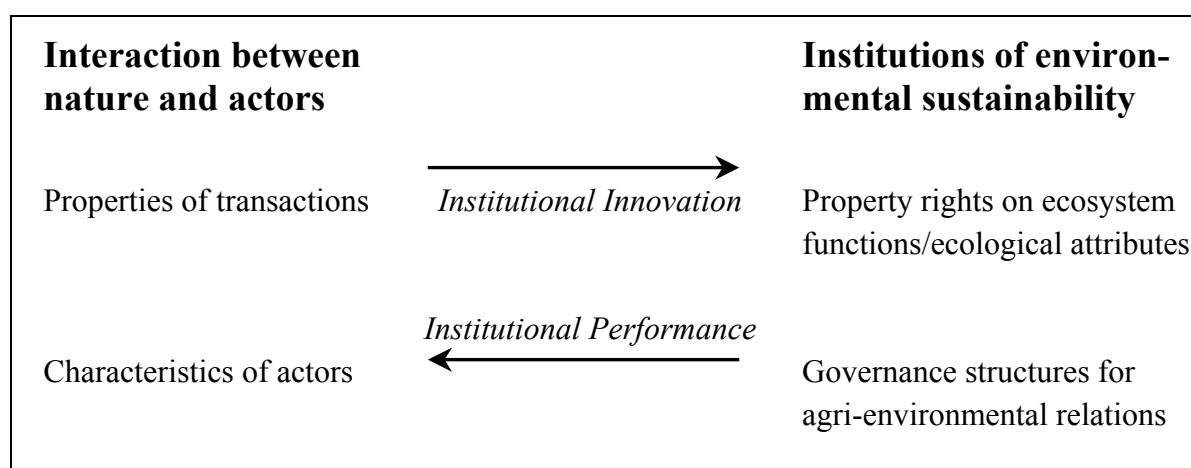 Interaction between
nature and actors
Institutions of environ-
mental sustainability
Properties of transactions
Institutional Innovation
Property rights on ecosystem
functions/ecological attributes
Institutional Performance
Characteristics of actors
Governance structures for
agri-environmental relations